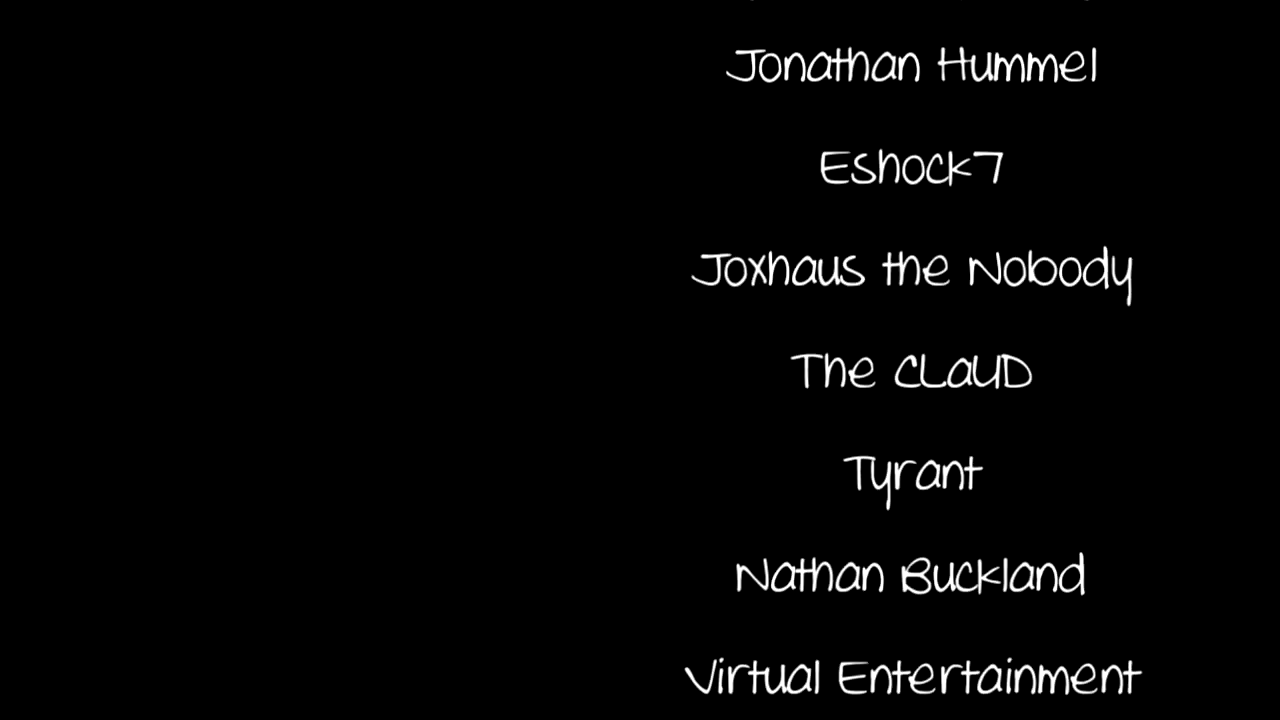 Jonathan Hummel
Eshock7
Joxhaus the Nobody
The CLaUD
Tyrant
Nathan Buckland
Virtual Entertainment